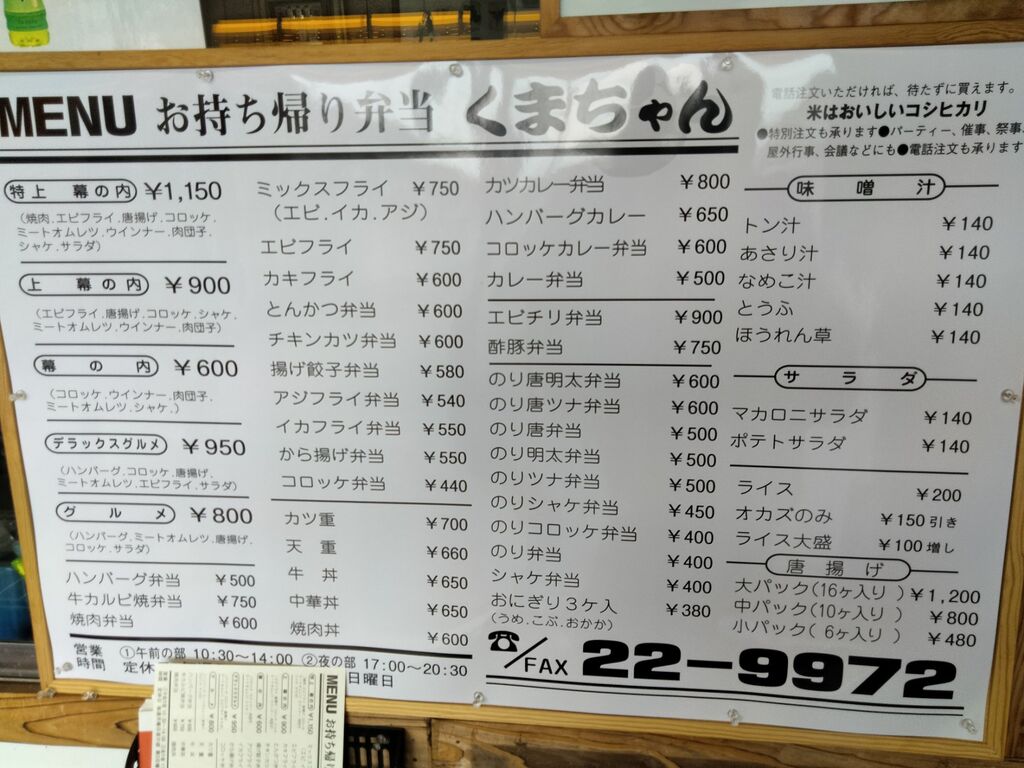 MENU お持ち帰り弁当 くまちゃん
電話注文いただければ、待たずに買えます。
米はおいしいコシヒカリ
●特別注文も承ります●パーティー、催事、祭事、
屋外行事、会議などにも●電話注文も承ります
特上 幕の内 ¥1,150
(焼肉.エビフライ.唐揚げ.コロッケ.
ミートオムレツ.ウインナー.肉団子.
シャケ.サラダ)
上 幕の内 ¥900
(エビフライ.唐揚げ.コロッケ.シャケ.
ミートオムレツ.ウインナー.肉団子)
幕の内 ¥600
(コロッケ.ウインナー.肉団子.
ミートオムレツ.シャケ.)
デラックスグルメ ¥950
(ハンバーグ.コロッケ.唐揚げ.
ミートオムレツ.エビフライ.サラダ)
グルメ ¥800
(ハンバーグ.ミートオムレツ.唐揚げ.
コロッケ.サラダ)
ハンバーグ弁当 ¥500
牛カルビ焼弁当 ¥750
焼肉弁当 ¥600
ミックスフライ ¥750
(エビ.イカ.アジ)
エビフライ ¥750
カキフライ ¥600
とんかつ弁当 ¥600
チキンカツ弁当 ¥600
揚げ餃子弁当 ¥580
アジフライ弁当 ¥540
イカフライ弁当 ¥550
から揚げ弁当 ¥550
コロッケ弁当 ¥440
カツ重 ¥700
天重 ¥660
牛丼 ¥650
中華丼 ¥650
焼肉丼 ¥600
カツカレー弁当 ¥800
ハンバーグカレー ¥650
コロッケカレー弁当 ¥600
カレー弁当 ¥500
エビチリ弁当 ¥900
酢豚弁当 ¥750
のり唐明太弁当 ¥600
のり唐ツナ弁当 ¥600
のり唐弁当 ¥500
のり明太弁当 ¥500
のりツナ弁当 ¥500
のりシャケ弁当 ¥450
のりコロッケ弁当 ¥400
のり弁当 ¥400
シャケ弁当 ¥400
おにぎり3ケ入 ¥380
(うめ.こぶ.おかか)
味噌汁
トン汁 ¥140
あさり汁 ¥140
なめこ汁 ¥140
とうふ ¥140
ほうれん草 ¥140
サラダ
マカロニサラダ ¥140
ポテトサラダ ¥140
ライス ¥200
オカズのみ ¥150引き
ライス大盛 ¥100増し
唐揚げ
大パック(16ヶ入り) ¥1,200
中パック(10ヶ入り) ¥800
小パック(6ヶ入り) ¥480
営業時間 ①午前の部 10:30〜14:00 ②夜の部 17:00〜20:30
定休 日曜日
☎/FAX 22-9972
MENU お持ち帰り